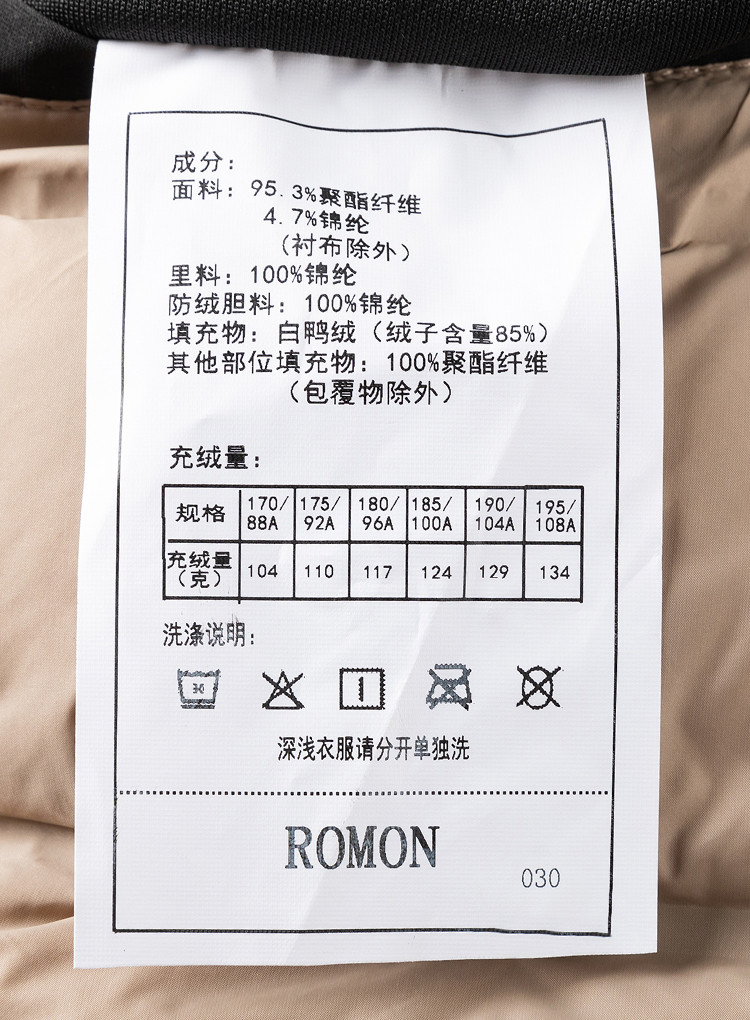 成分：
面料：95.3%聚酯纤维
4.7%锦纶
（衬布除外）
里料：100%锦纶
防绒胆料：100%锦纶
填充物：白鸭绒（绒子含量85%）
其他部位填充物：100%聚酯纤维
（包覆物除外）
充绒量：
规格 170/88A 175/92A 180/96A 185/100A 190/104A 195/108A
充绒量（克） 104 110 117 124 129 134
洗涤说明：
深浅衣服请分开单独洗
ROMON
030